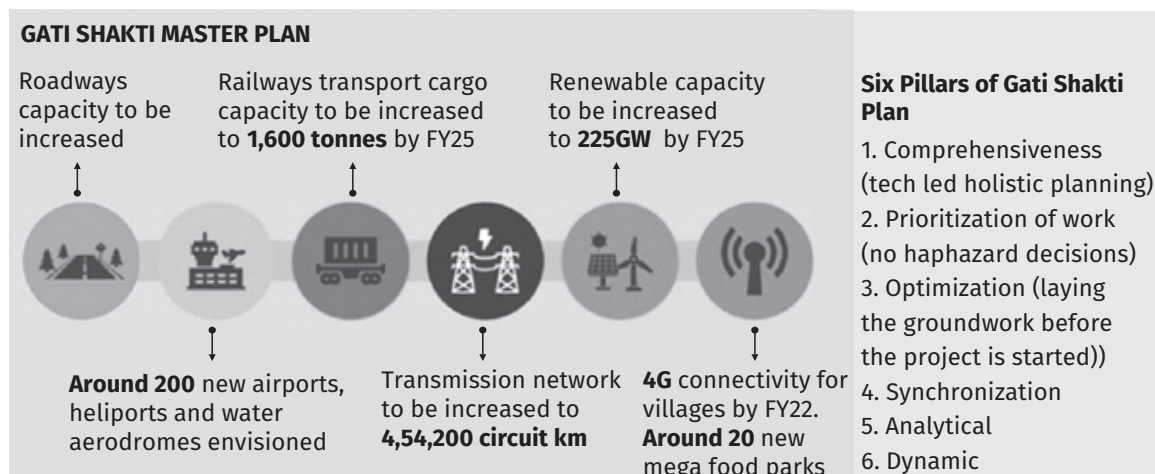 GATI SHAKTI MASTER PLAN
Roadways
capacity to be
increased
Railways transport cargo
capacity to be increased
to 1,600 tonnes by FY25
Renewable capacity
to be increased
to 225GW by FY25
Around 200 new airports,
heliports and water
aerodromes envisioned
Transmission network
to be increased to
4,54,200 circuit km
4G connectivity for
villages by FY22.
Around 20 new
mega food parks
Six Pillars of Gati Shakti
Plan
1. Comprehensiveness
(tech led holistic planning)
2. Prioritization of work
(no haphazard decisions)
3. Optimization (laying
the groundwork before
the project is started))
4. Synchronization
5. Analytical
6. Dynamic